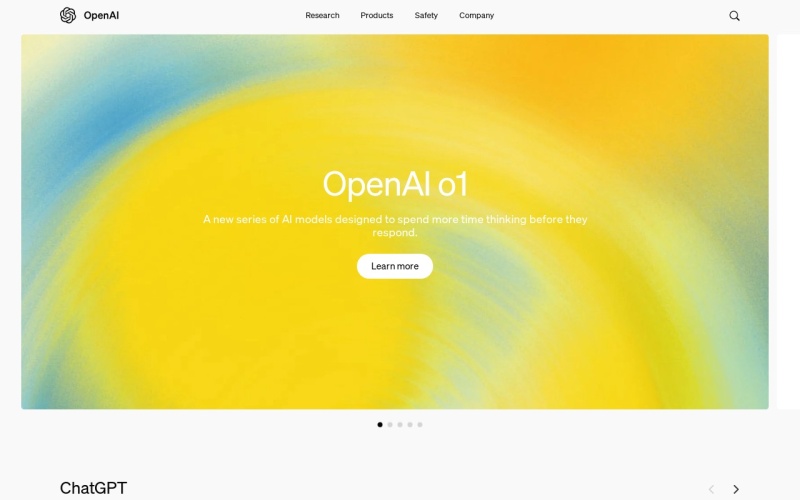 OpenAI
Research
Products
Safety
Company
OpenAI o1
A new series of AI models designed to spend more time thinking before they
respond.
Learn more
ChatGPT